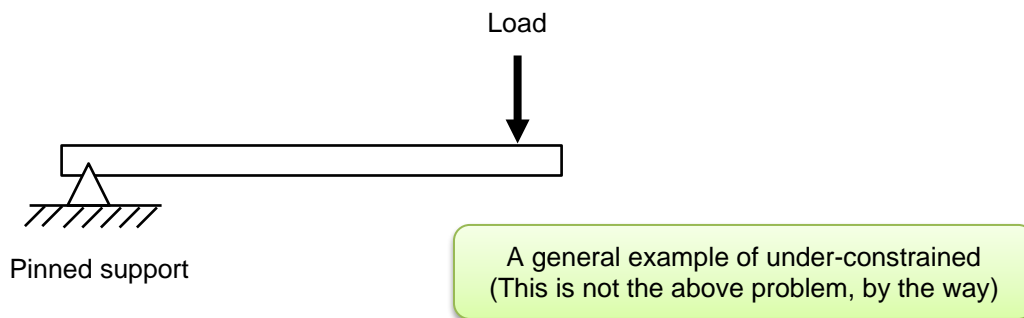 Load
Pinned support
A general example of under-constrained
(This is not the above problem, by the way)